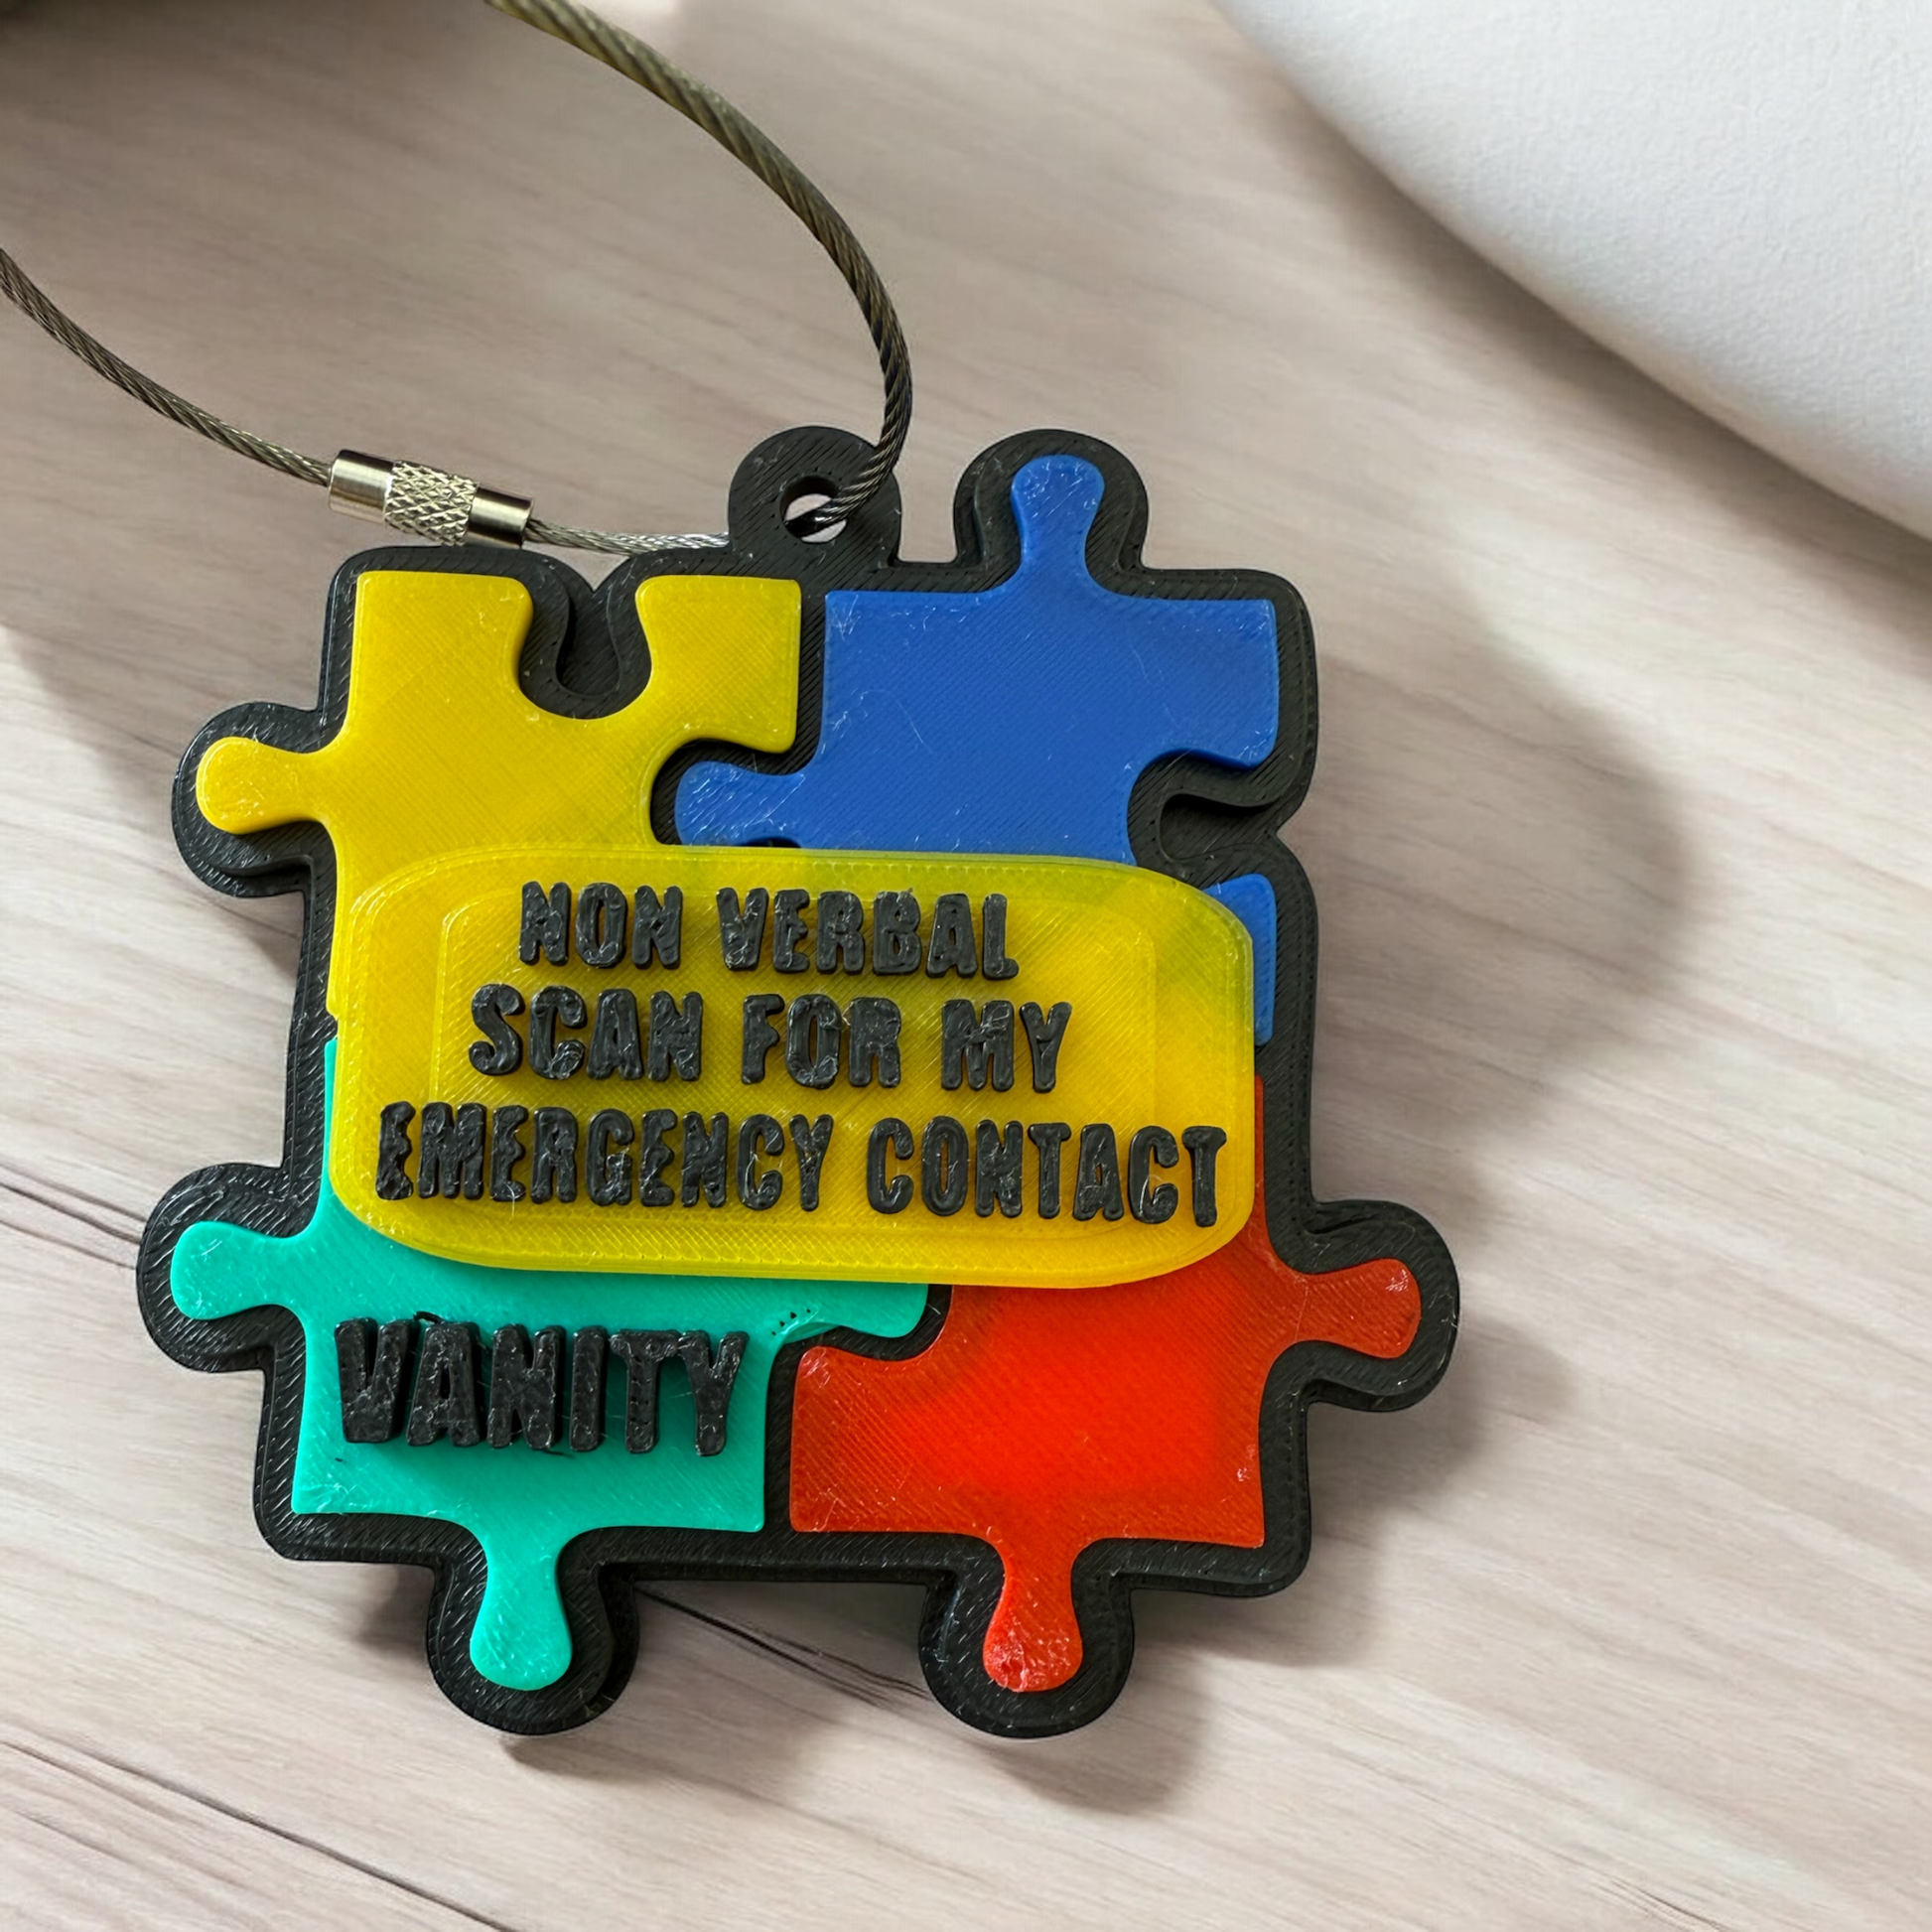 NON VERBAL
SCAN FOR MY
EMERGENCY CONTACT
VANITY